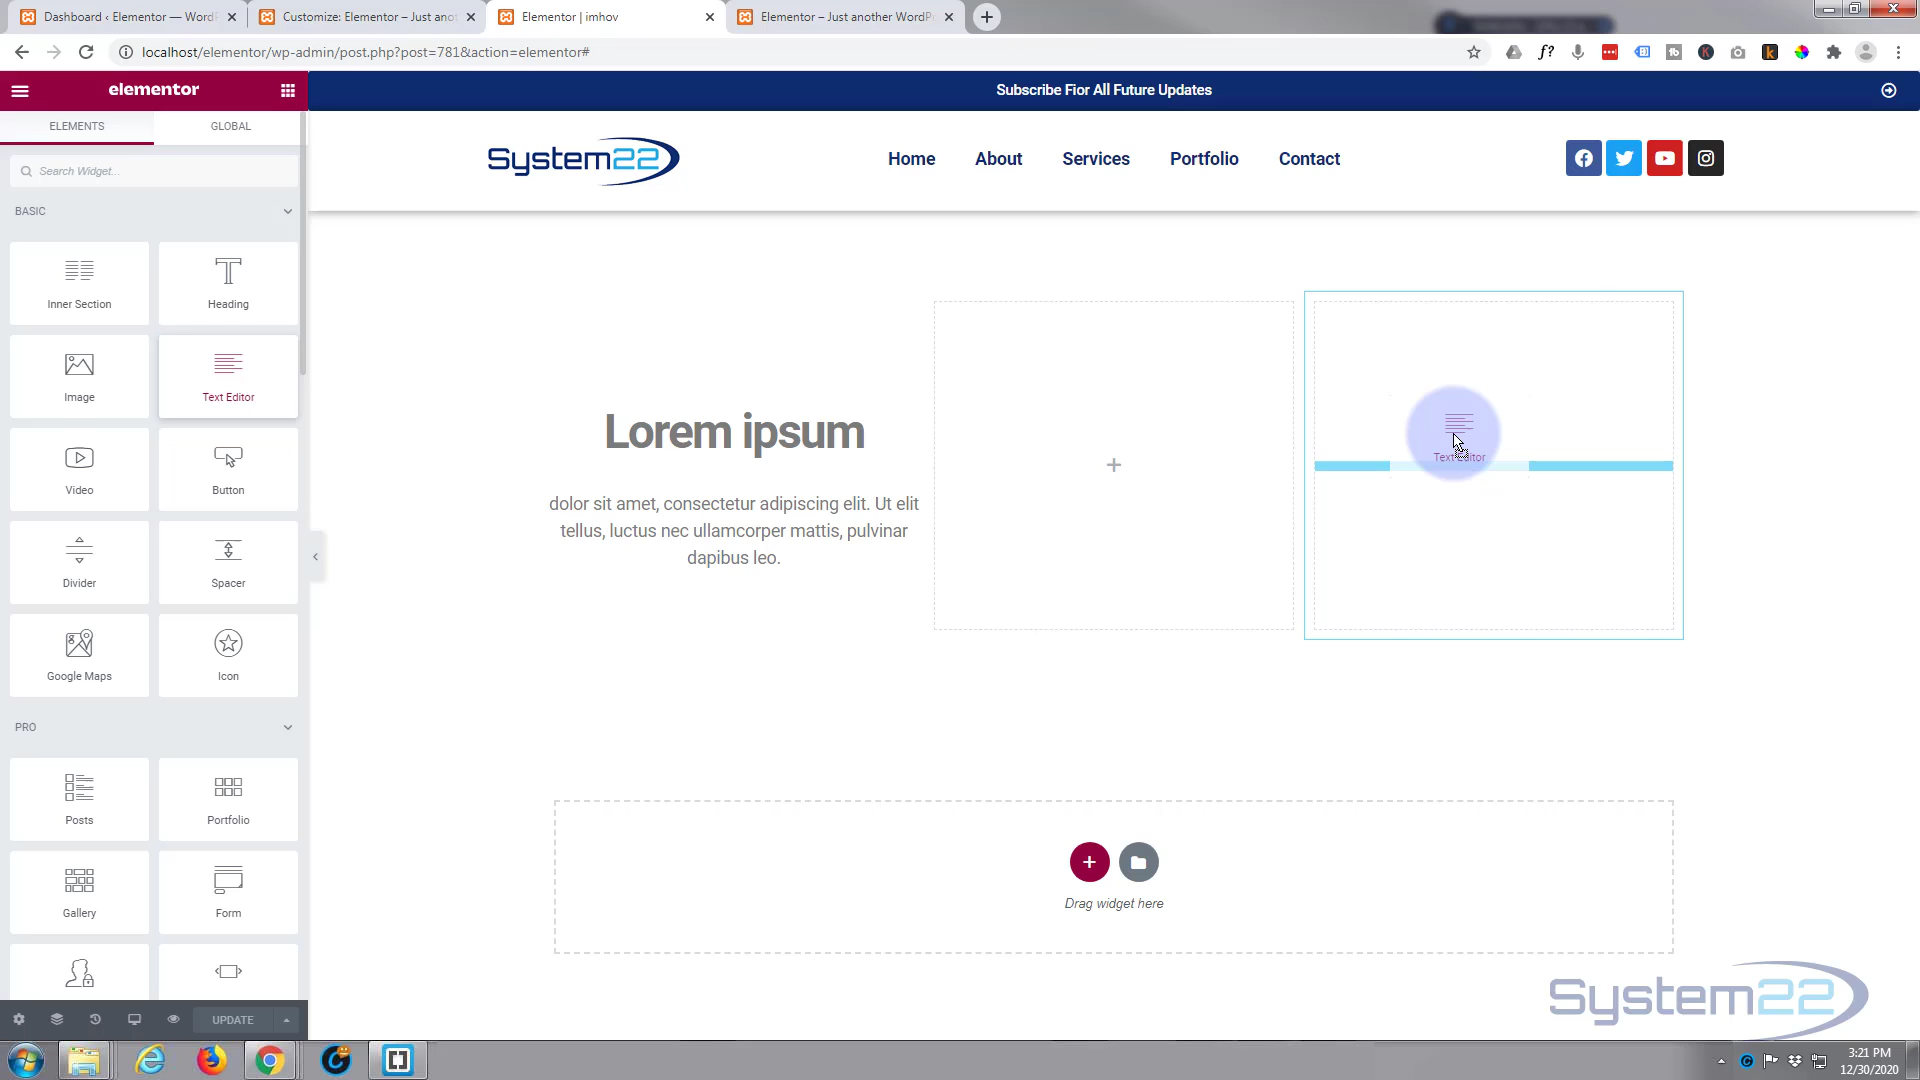 Dashboard ‹ Elementor — WordP
Customize: Elementor – Just anot
Elementor | imhov
Elementor – Just another WordPr
localhost/elementor/wp-admin/post.php?post=781&action=elementor#
elementor
Subscribe Fior All Future Updates
ELEMENTS
GLOBAL
System22
Home
About
Services
Portfolio
Contact
Search Widget...
BASIC
Inner Section
Heading
Image
Text Editor
Lorem ipsum
Text Editor
Video
Button
dolor sit amet, consectetur adipiscing elit. Ut elit
tellus, luctus nec ullamcorper mattis, pulvinar
dapibus leo.
Divider
Spacer
Google Maps
Icon
PRO
Posts
Portfolio
Gallery
Form
Drag widget here
System22
UPDATE
3:21 PM
12/30/2020